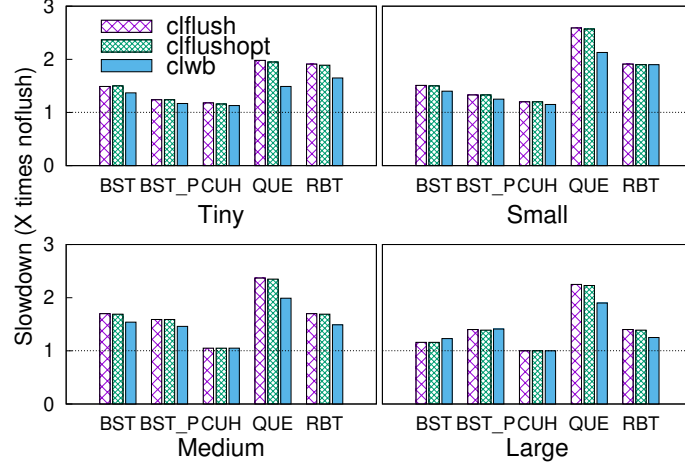 Slowdown (X times noflush)
3
2
1
0
clflush
clflushopt
clwb
BST BST_P CUH QUE RBT
Tiny
BST BST_P CUH QUE RBT
Small
3
2
1
0
BST BST_P CUH QUE RBT
Medium
BST BST_P CUH QUE RBT
Large